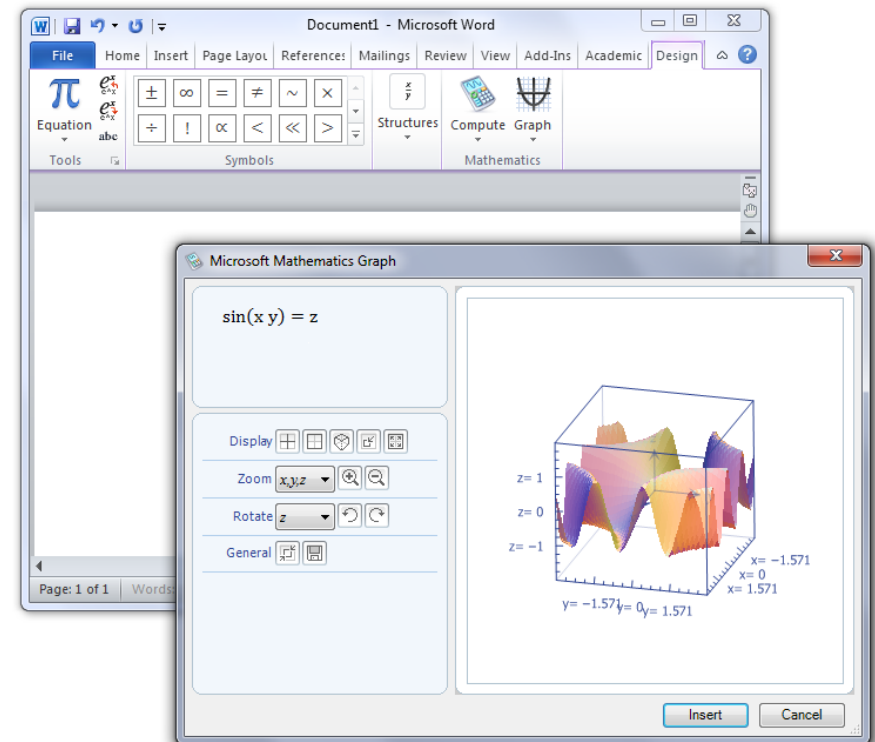 Document1 - Microsoft Word
File Home Insert Page Layou References Mailings Review View Add-Ins Academic Design
π e^x
± ∞ = ≠ ~ ×
x/y
Equation abc
÷ ! ∝ < ≪ >
Structures Compute Graph
Tools Symbols Mathematics
Microsoft Mathematics Graph
sin(x y) = z
Display
Zoom x,y,z
Rotate z
General
z= 1
z= 0
z= −1
x= −1.571
x= 0
x= 1.571
y= −1.571 y= 0 y= 1.571
Page: 1 of 1 Words:
Insert Cancel